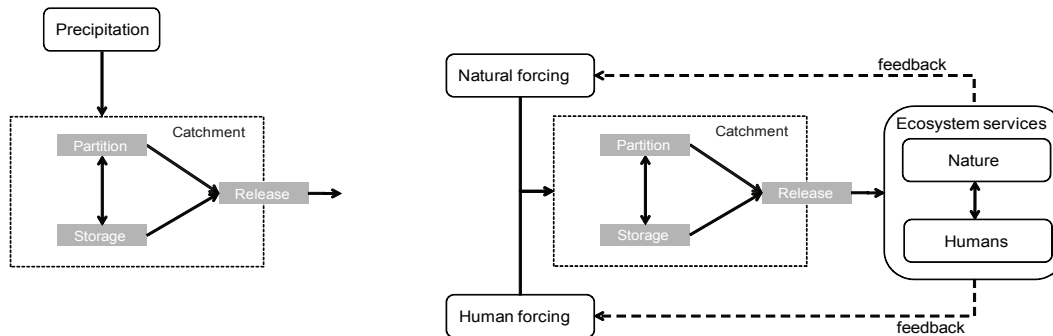 Precipitation
Catchment
Partition
Release
Storage
feedback
Natural forcing
Ecosystem services
Catchment
Partition
Nature
Release
Storage
Humans
Human forcing
feedback